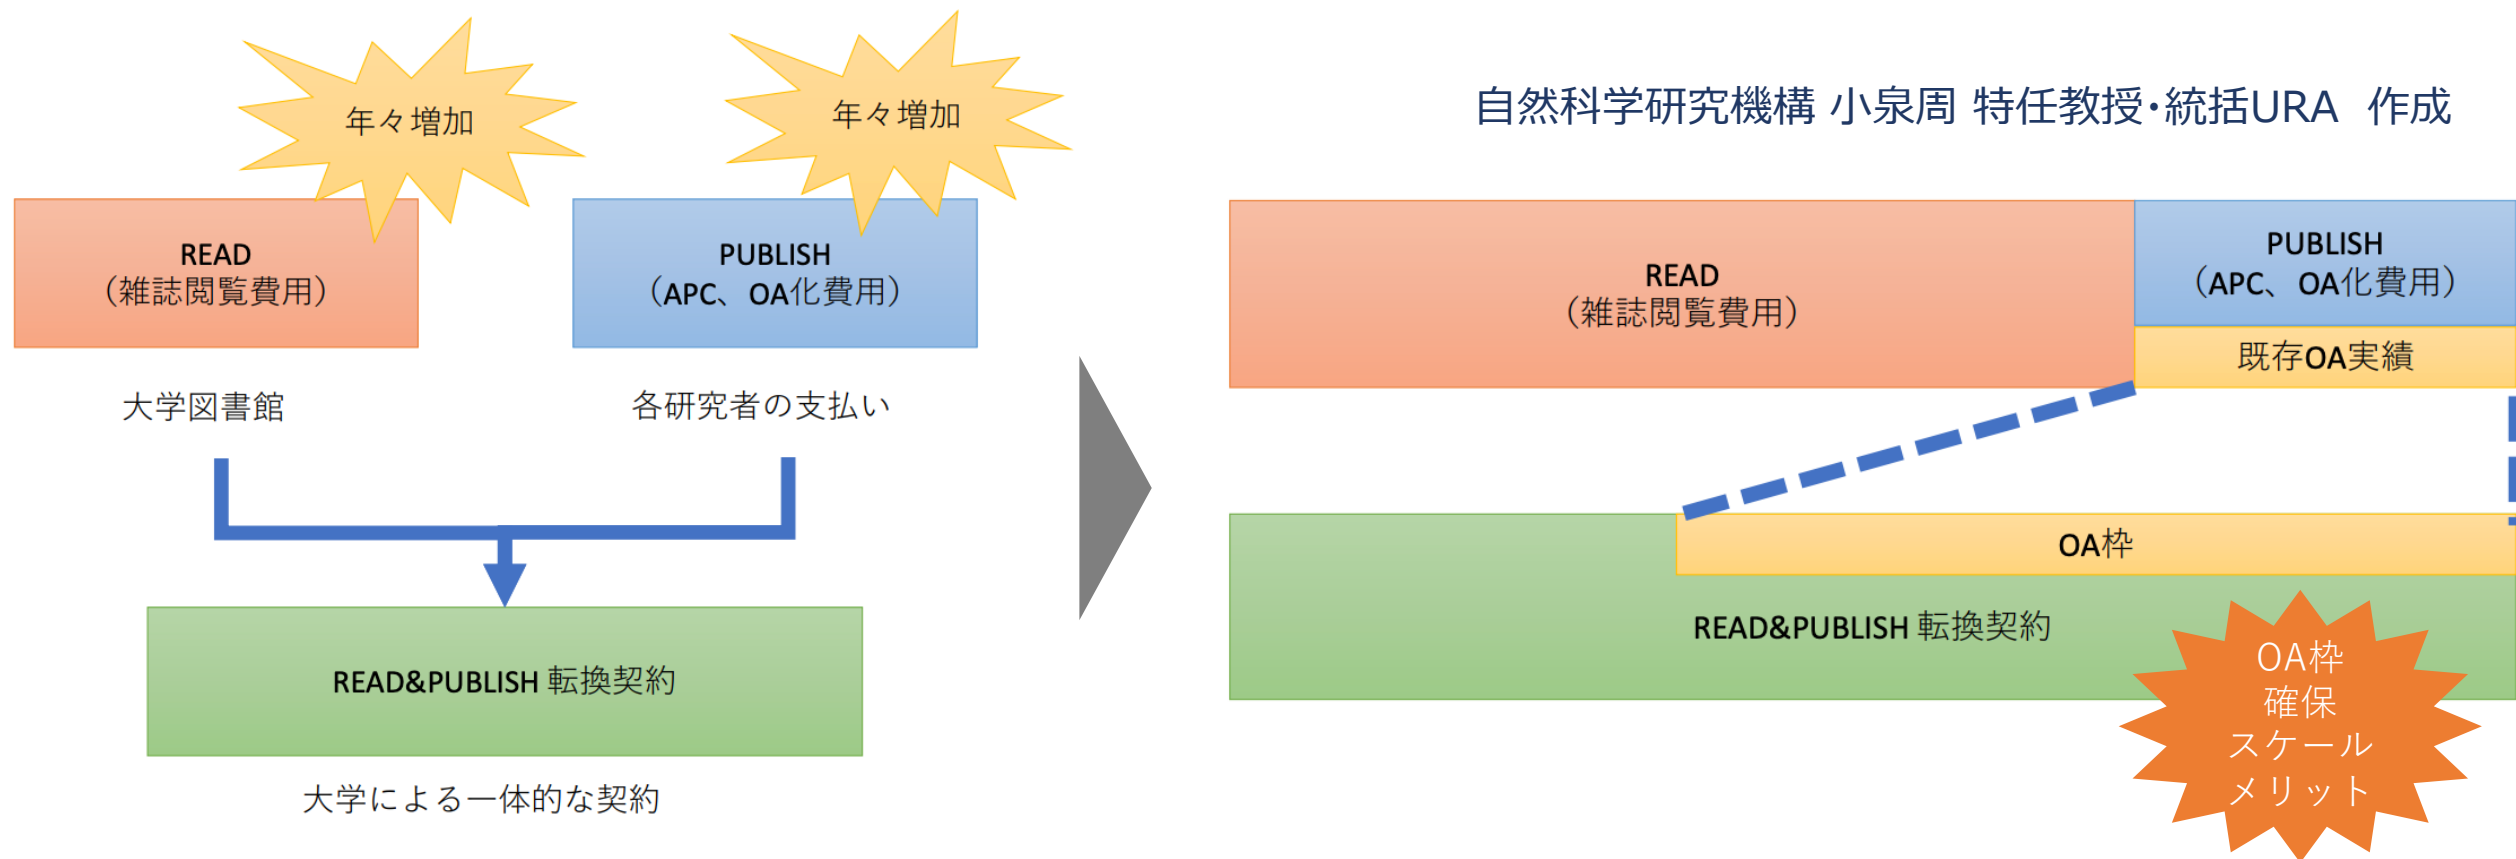 年々増加
年々増加
自然科学研究機構 小泉周 特任教授・統括URA 作成
READ
（雑誌閲覧費用）
PUBLISH
（APC、OA化費用）
大学図書館
各研究者の支払い
READ&PUBLISH 転換契約
大学による一体的な契約
READ
（雑誌閲覧費用）
PUBLISH
（APC、OA化費用）
既存OA実績
OA枠
READ&PUBLISH 転換契約
OA枠
確保
スケール
メリット